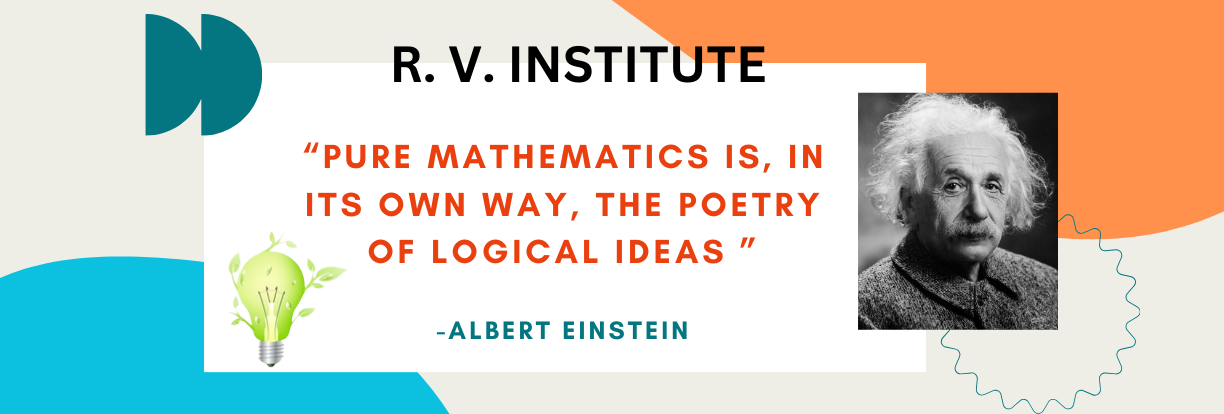 R. V. INSTITUTE
“PURE MATHEMATICS IS, IN
ITS OWN WAY, THE POETRY
OF LOGICAL IDEAS ”
-ALBERT EINSTEIN